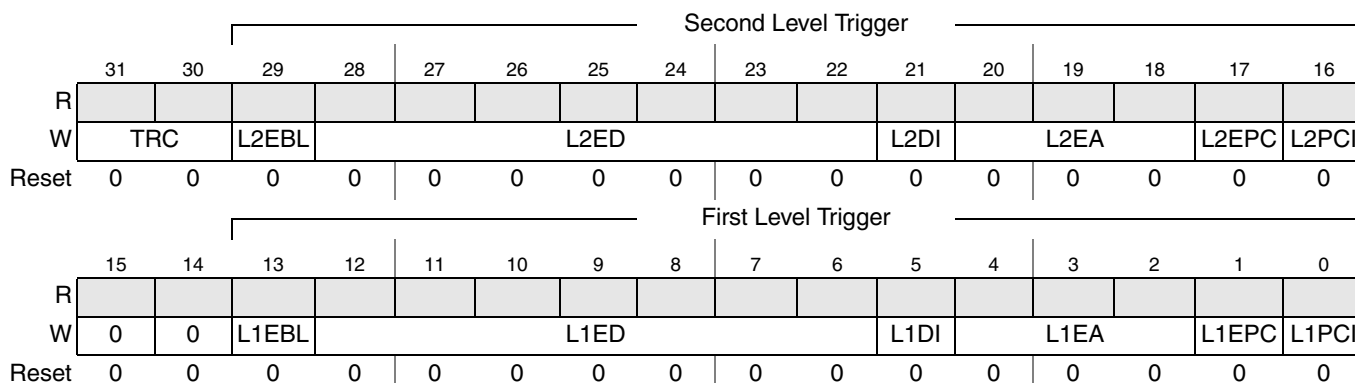 Second Level Trigger
31 30 29 28 27 26 25 24 23 22 21 20 19 18 17 16
R
W TRC L2EBL L2ED L2DI L2EA L2EPC L2PCI
Reset 0 0 0 0 0 0 0 0 0 0 0 0 0 0 0 0
First Level Trigger
15 14 13 12 11 10 9 8 7 6 5 4 3 2 1 0
R
W 0 0 L1EBL L1ED L1DI L1EA L1EPC L1PCI
Reset 0 0 0 0 0 0 0 0 0 0 0 0 0 0 0 0